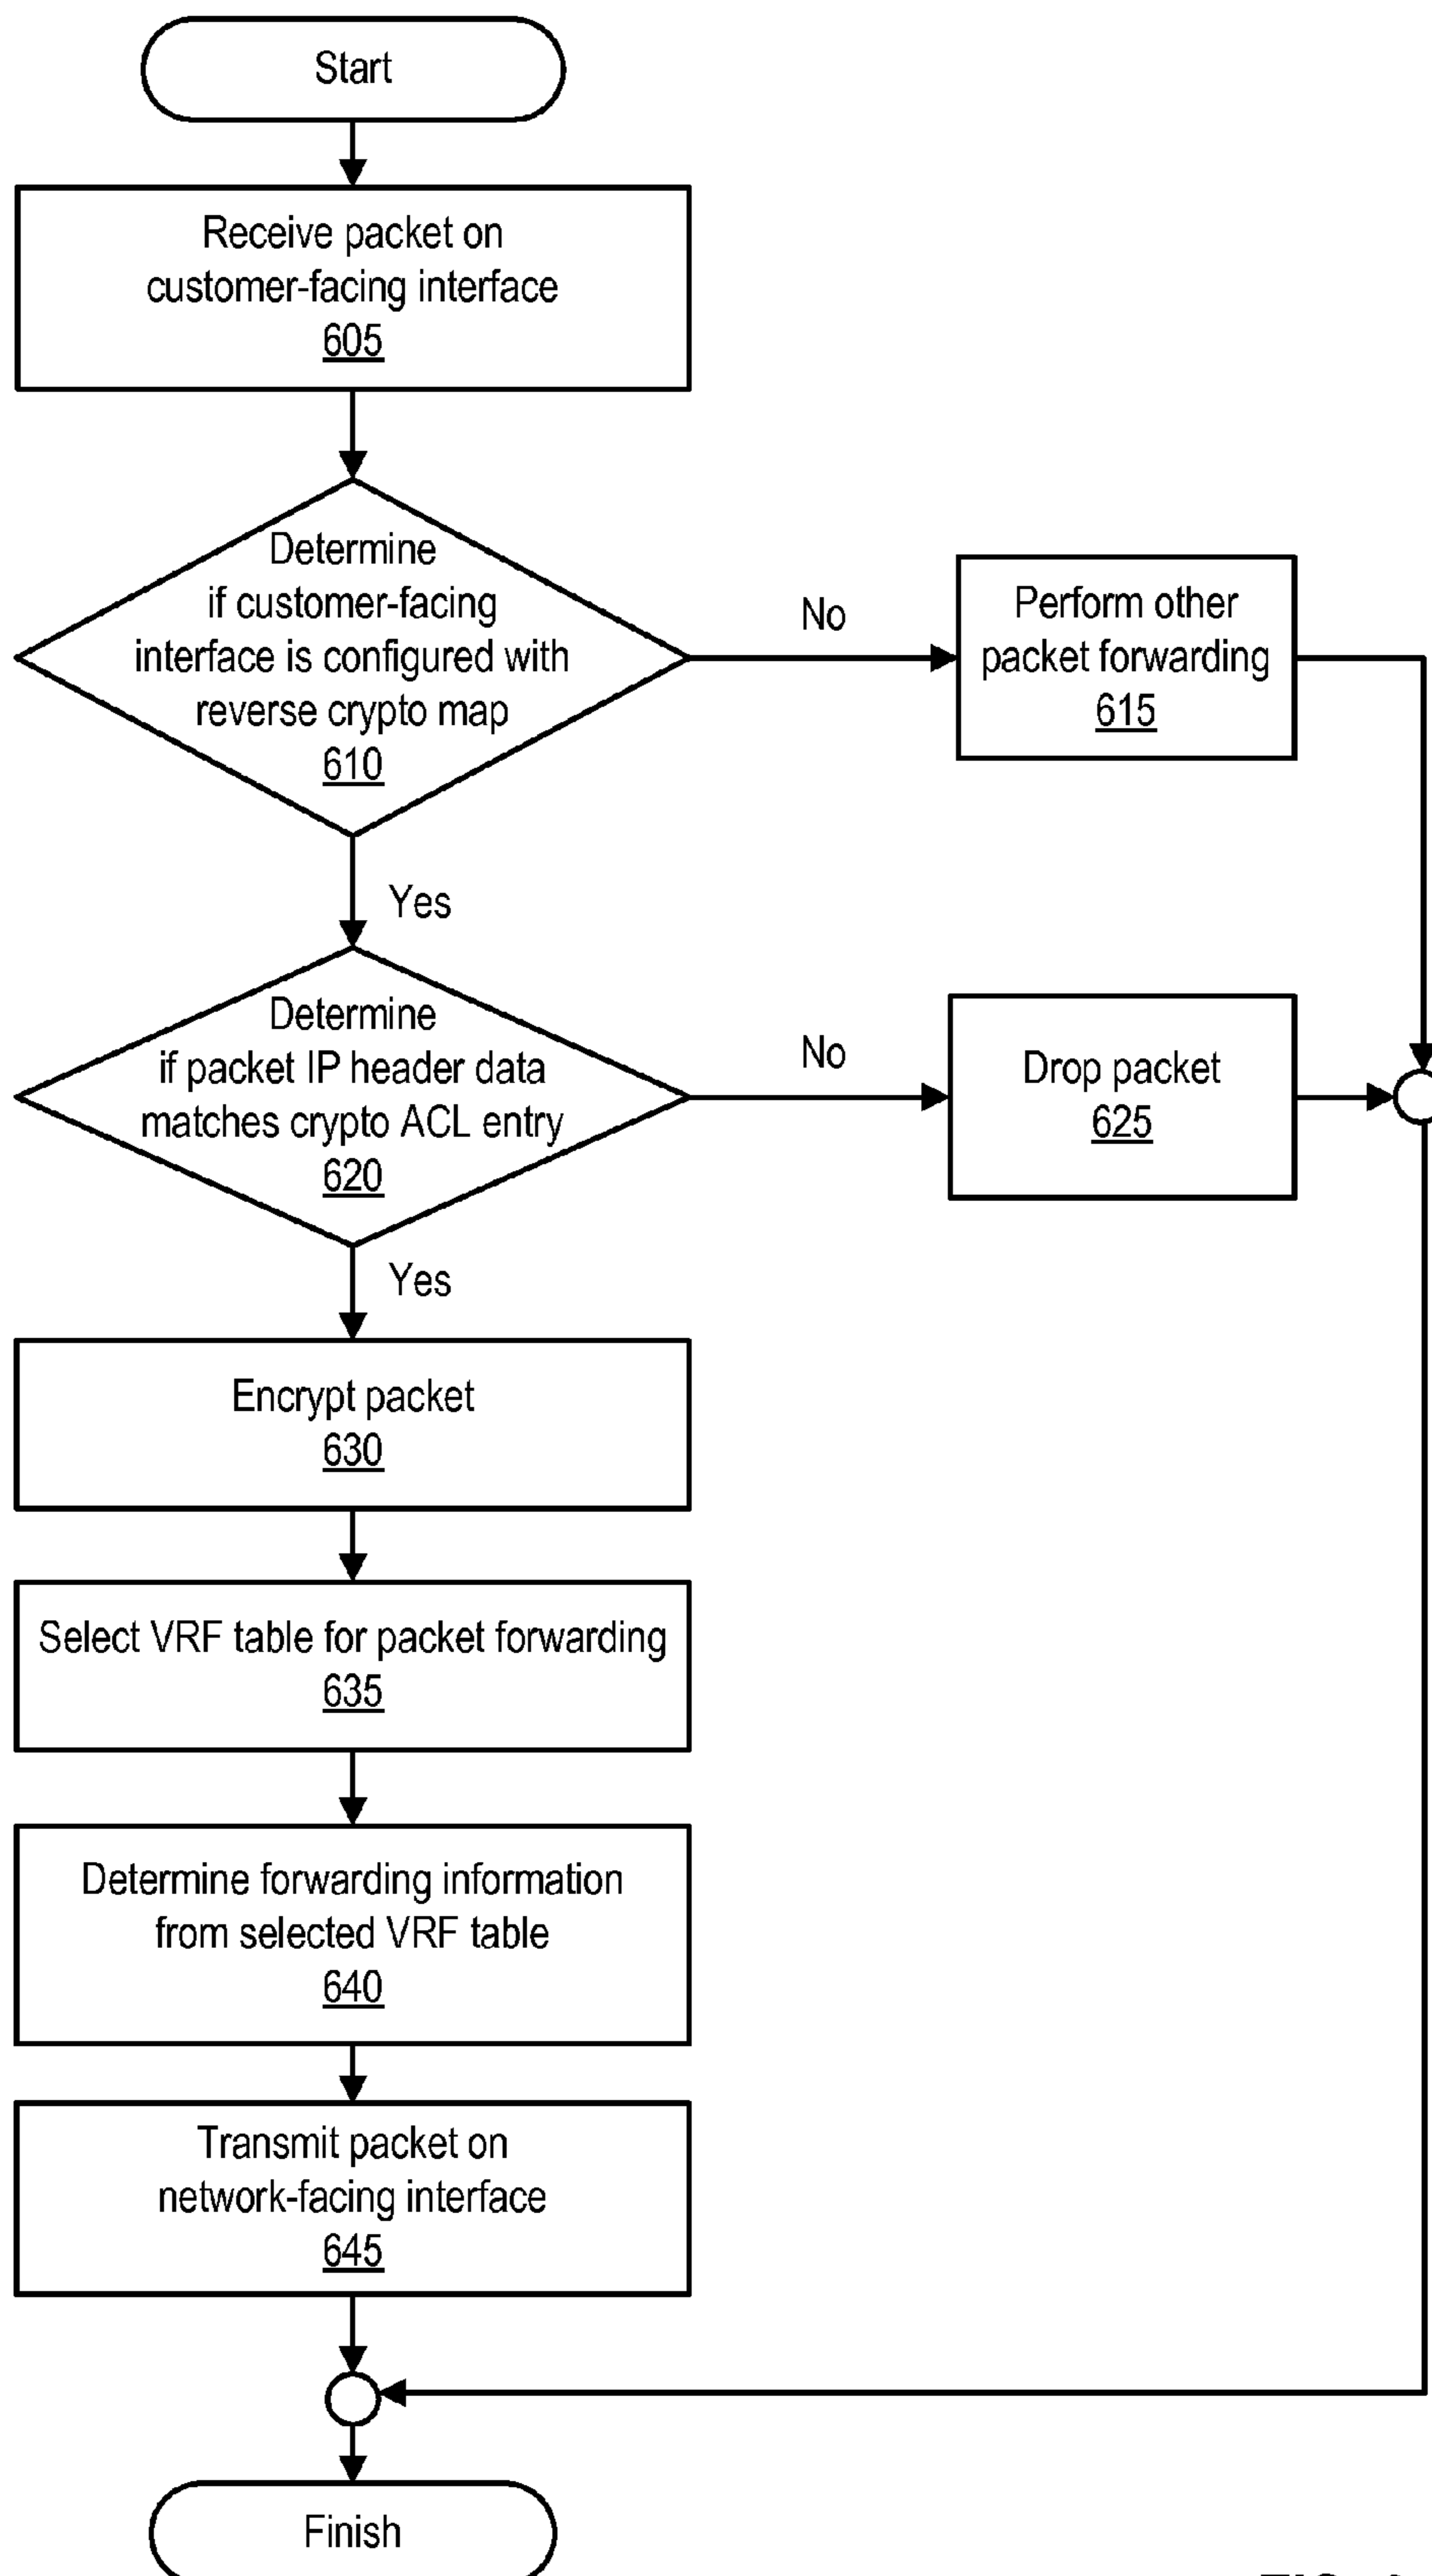 Start
Receive packet on
customer-facing interface
605
Determine
if customer-facing
interface is configured with
reverse crypto map
610
No
Perform other
packet forwarding
615
Yes
Determine
if packet IP header data
matches crypto ACL entry
620
No
Drop packet
625
Yes
Encrypt packet
630
Select VRF table for packet forwarding
635
Determine forwarding information
from selected VRF table
640
Transmit packet on
network-facing interface
645
Finish